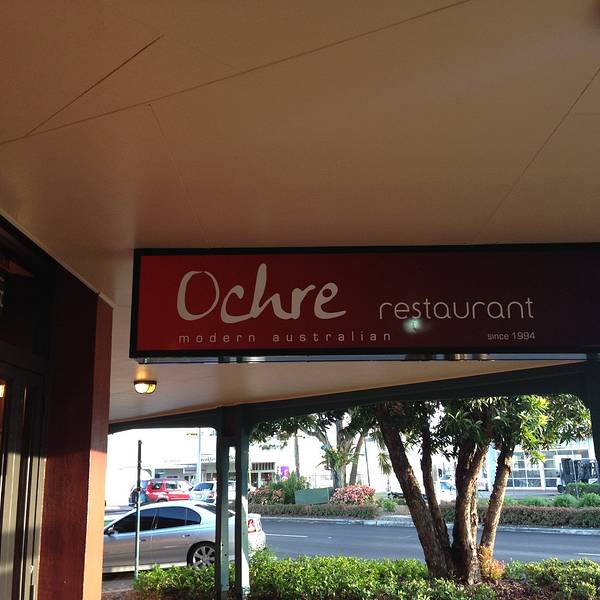 Ochre restaurant
modern australian since 1994